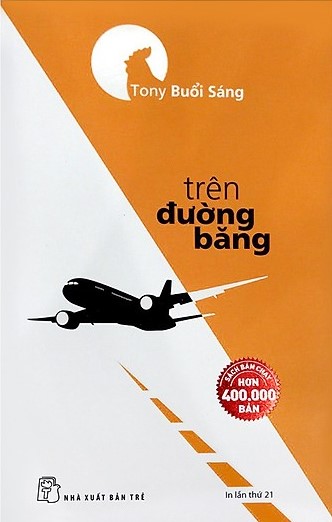 Tony Buổi Sáng
trên
đường
băng
SÁCH BÁN CHẠY
HƠN
400.000
BẢN
NHÀ XUẤT BẢN TRẺ
In lần thứ 21